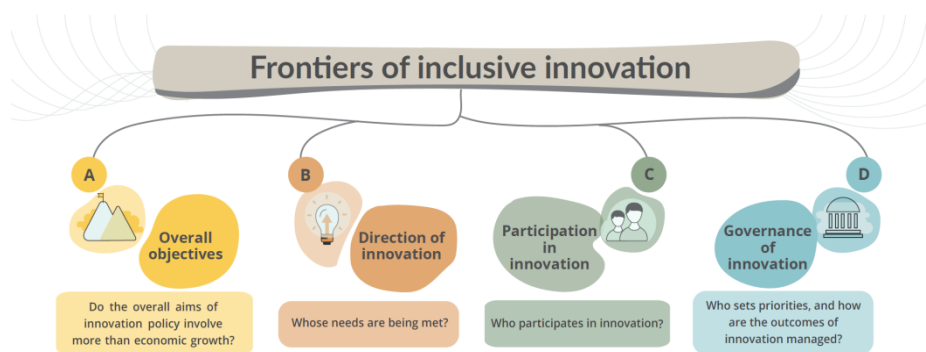 Frontiers of inclusive innovation
A
Overall
objectives
Do the overall aims of
innovation policy involve
more than economic growth?
B
Direction of
innovation
Whose needs are being met?
C
Participation
in
innovation
Who participates in innovation?
D
Governance
of
innovation
Who sets priorities, and how
are the outcomes of
innovation managed?